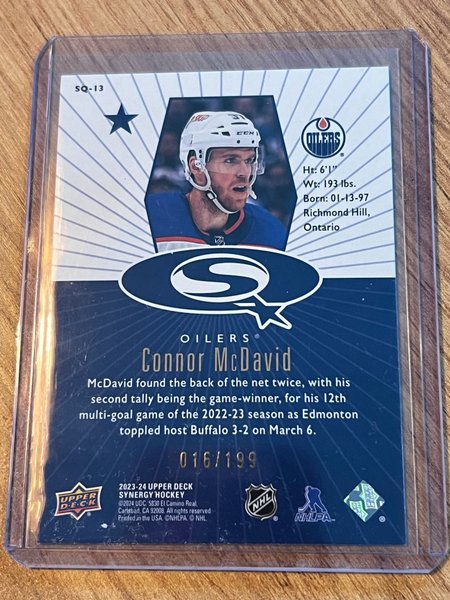 SQ-13
OILERS
Ht: 6'1"
Wt: 193 lbs.
Born: 01-13-97
Richmond Hill,
Ontario
CCM
S
OILERS
Connor McDavid
McDavid found the back of the net twice, with his
second tally being the game-winner, for his 12th
multi-goal game of the 2022-23 season as Edmonton
toppled host Buffalo 3-2 on March 6.
016/199
UPPER
DECK
2023-24 UPPER DECK
SYNERGY HOCKEY
©2024 UDC. 5830 El Camino Real,
Carlsbad, CA 92008. All rights reserved.
Printed in the USA. ©NHLPA. © NHL.
NHL
NHLPA